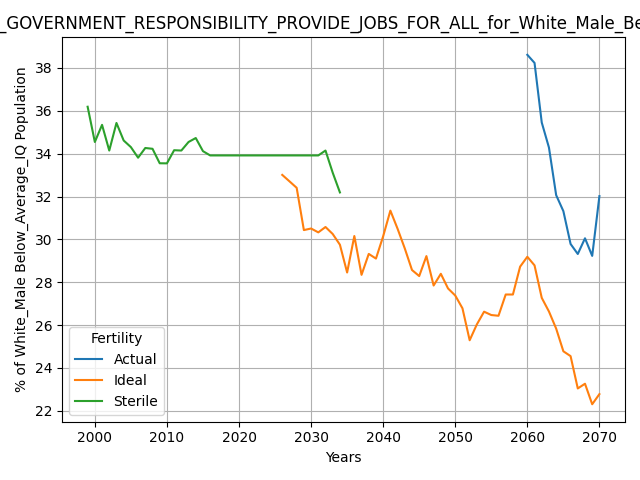 _GOVERNMENT_RESPONSIBILITY_PROVIDE_JOBS_FOR_ALL_for_White_Male_Be
% of White_Male Below_Average_IQ Population
38
36
34
32
30
28
26
24
22
Fertility
Actual
Ideal
Sterile
2000 2010 2020 2030 2040 2050 2060 2070
Years